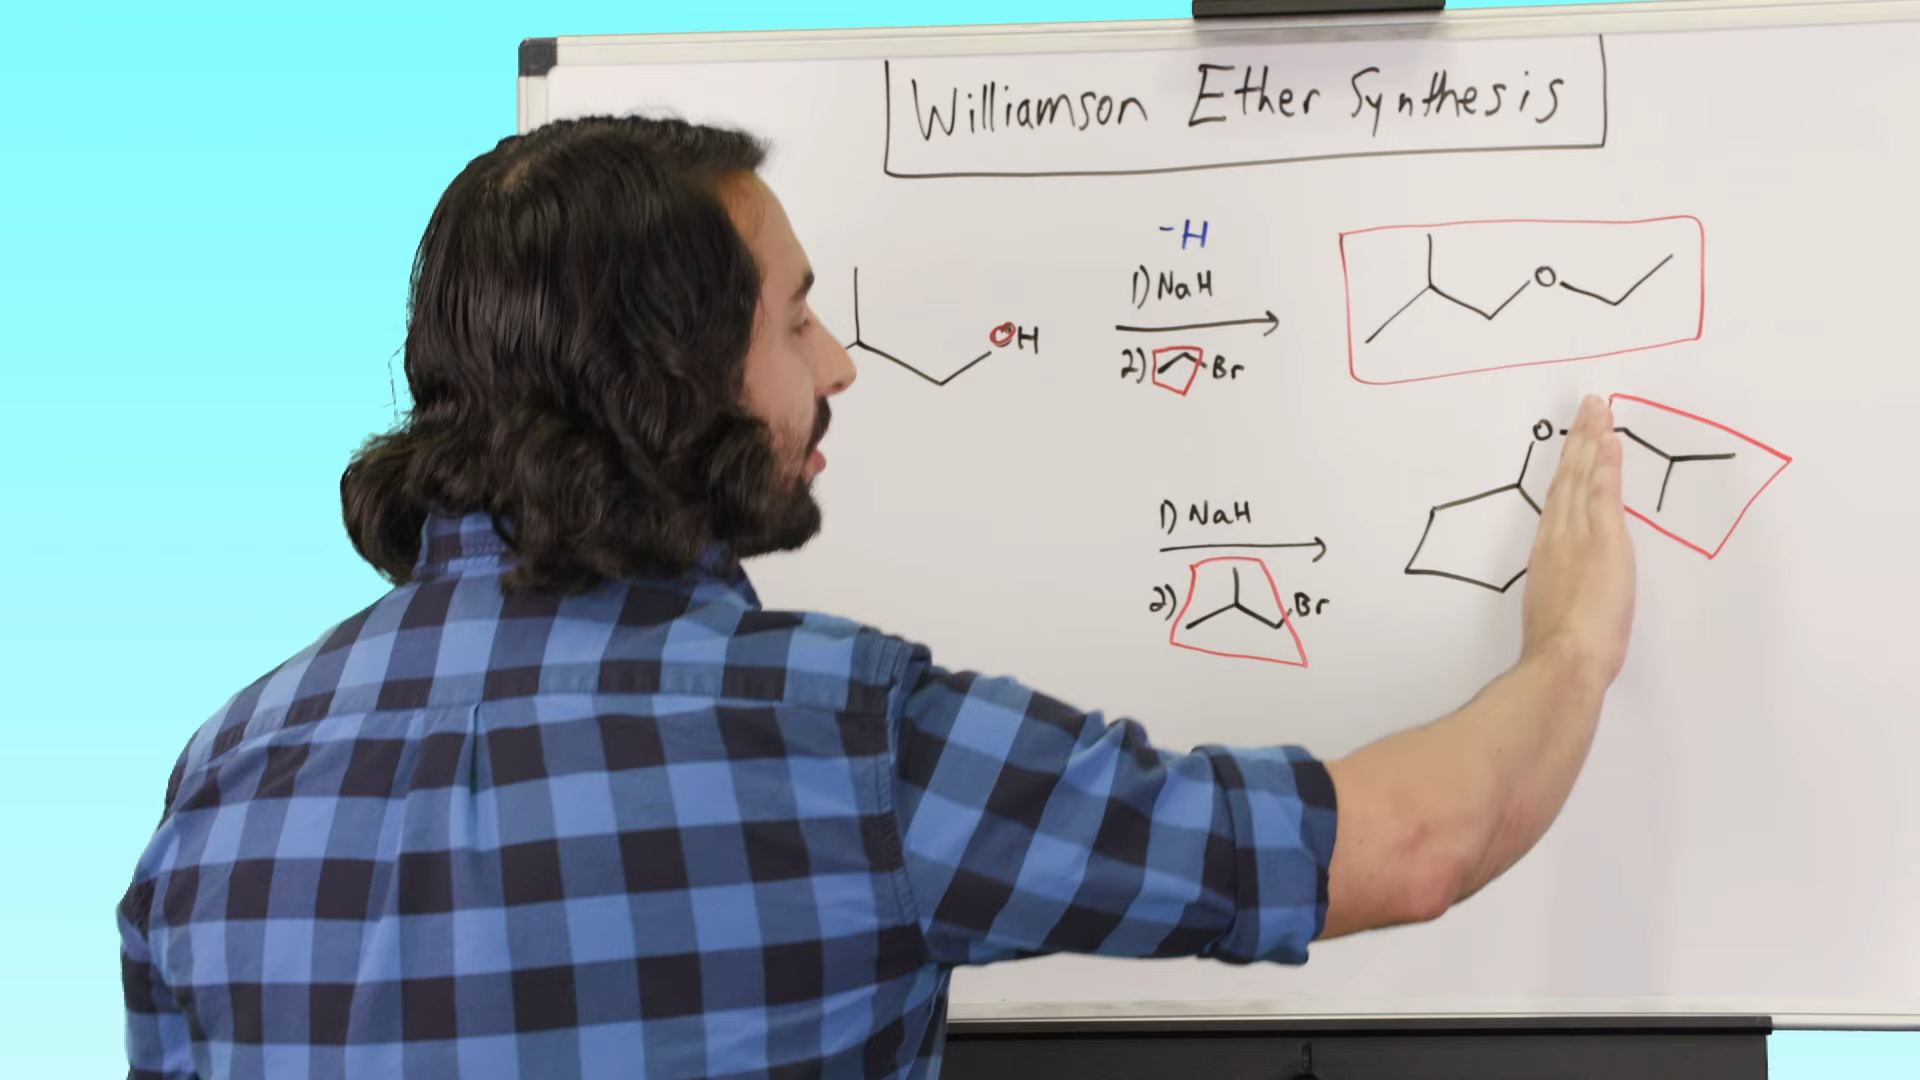 Williamson Ether Synthesis
-H
1) NaH
OH
O
2) Br
O
1) NaH
2) Br